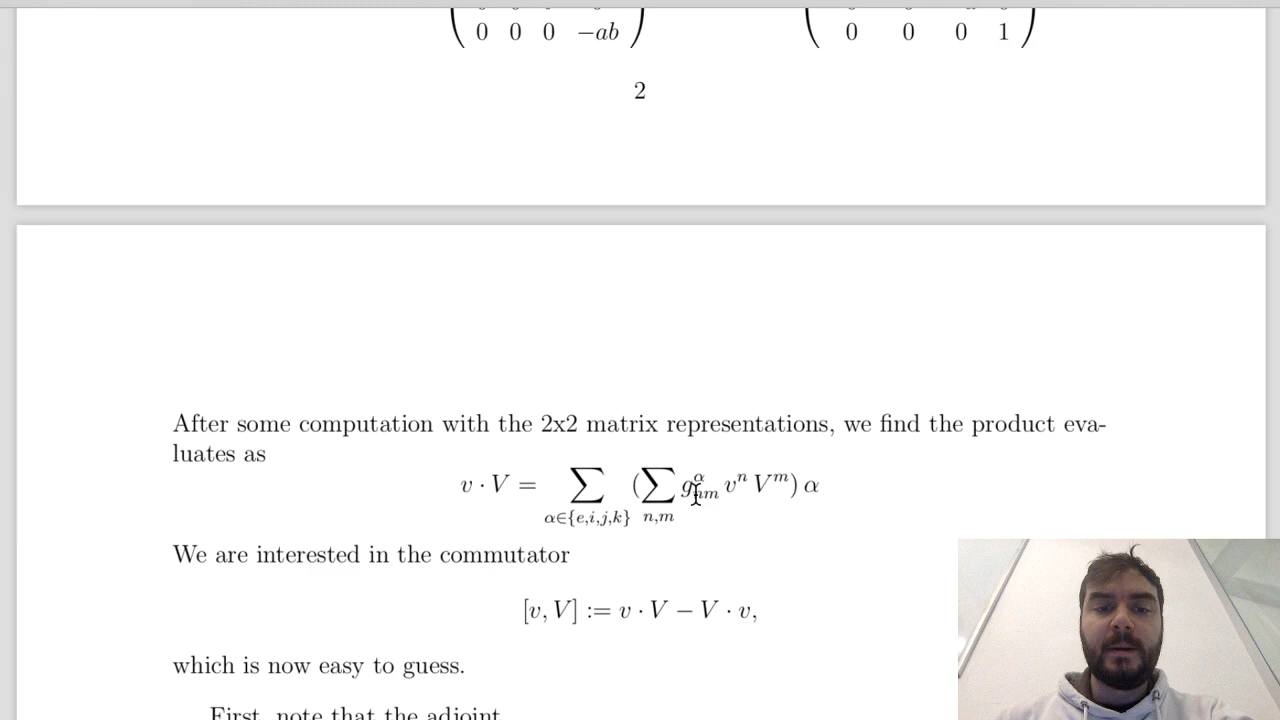 0 0 0 −ab
0 0 0 1
2
After some computation with the 2x2 matrix representations, we find the product eva-
luates as
v · V = ∑ (∑ g^α_{nm} v^n V^m) α
α∈{e,i,j,k} n,m
We are interested in the commutator
[v, V] := v · V − V · v,
which is now easy to guess.
First, note that the adjoint